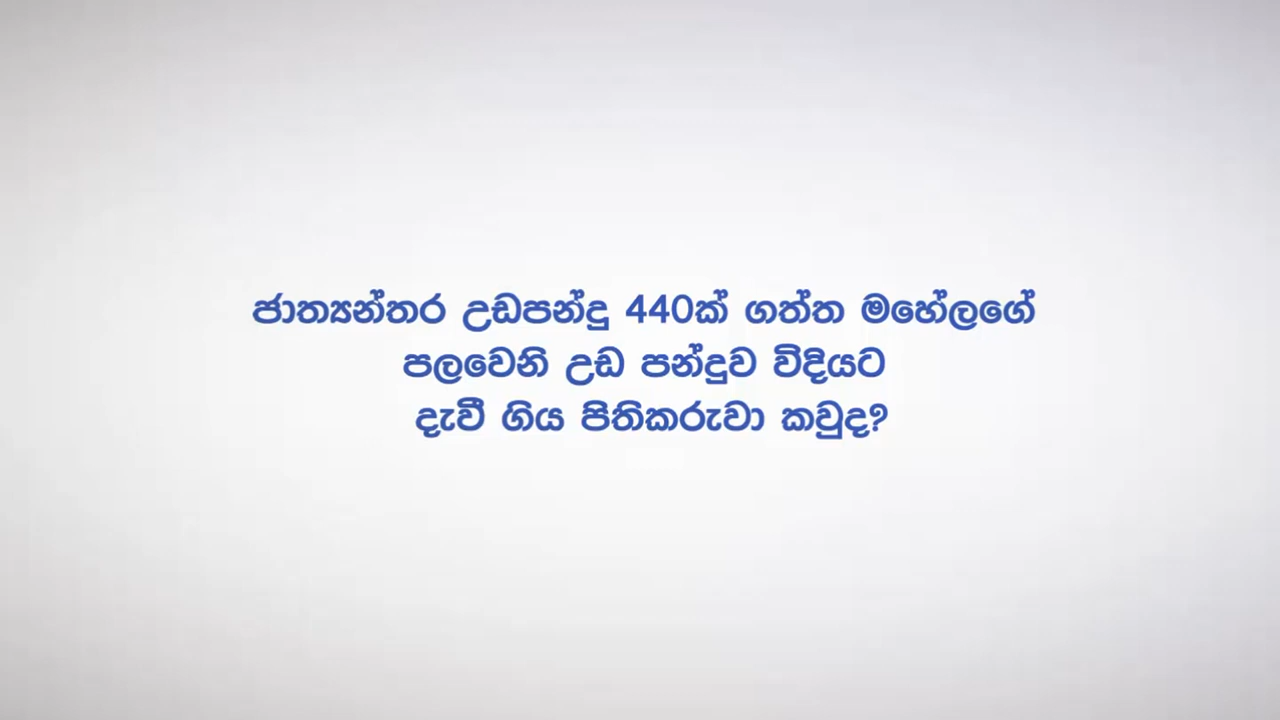 ජාත්‍යන්තර උඩපන්දු 440ක් ගත්ත මහේලගේ
පලවෙනි උඩ පන්දුව විදියට
දැවී ගිය පිතිකරුවා කවුද?